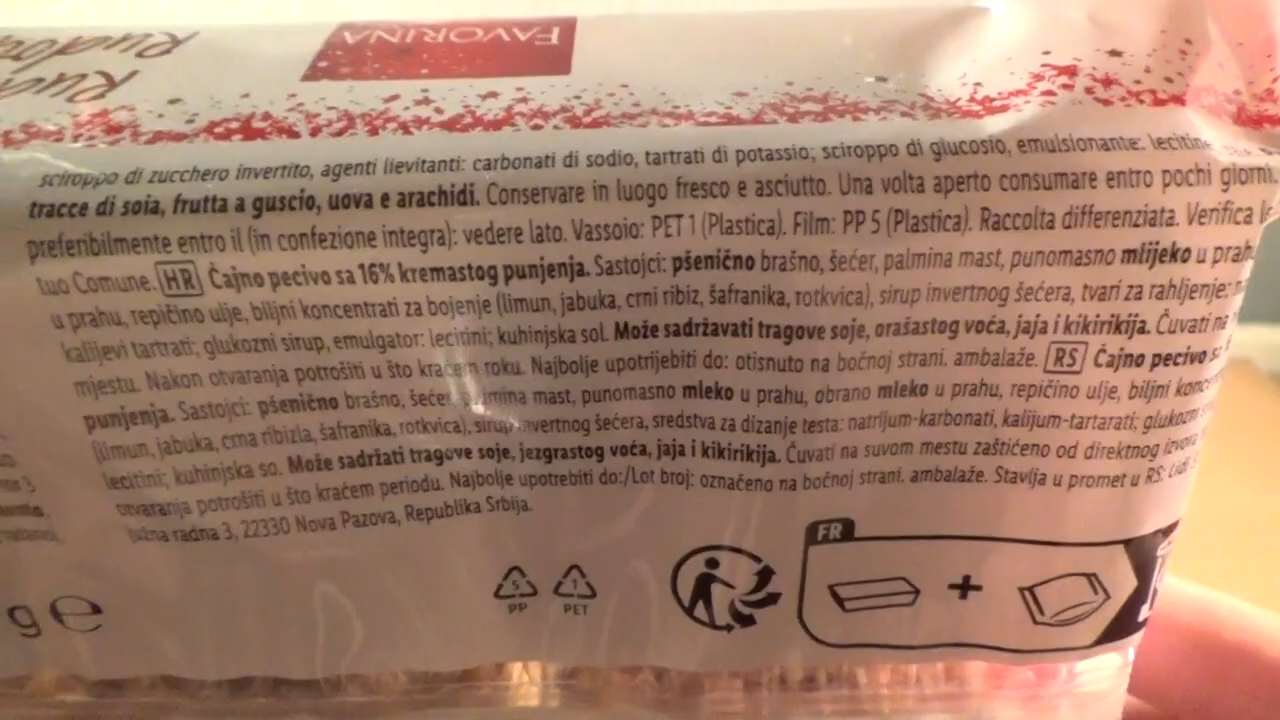 FAVORINA
sciroppo di zucchero invertito, agenti lievitanti: carbonati di sodio, tartrati di potassio; sciroppo di glucosio, emulsionante: lecitine
tracce di soia, frutta a guscio, uova e arachidi. Conservare in luogo fresco e asciutto. Una volta aperto consumare entro pochi giorni.
preferibilmente entro il (in confezione integra): vedere lato. Vassoio: PET 1 (Plastica). Film: PP 5 (Plastica). Raccolta differenziata. Verifica
tuo Comune. HR Čajno pecivo sa 16% kremastog punjenja. Sastojci: pšenično brašno, šećer, palmina mast, punomasno mlijeko u prahu
u prahu, repičino ulje, biljni koncentrati za bojenje (limun, jabuka, crni ribiz, šafranika, rotkvica), sirup invertnog šećera, tvari za rahljenje:
kalijevi tartrati; glukozni sirup, emulgator: lecitini; kuhinjska sol. Može sadržavati tragove soje, orašastog voća, jaja i kikirikija. Čuvati na
mjestu. Nakon otvaranja potrošiti u što kraćem roku. Najbolje upotrijebiti do: otisnuto na bočnoj strani. ambalaže. RS Čajno pecivo
punjenja. Sastojci: pšenično brašno, šećer, palmina mast, punomasno mleko u prahu, obrano mleko u prahu, repičino ulje, biljni
(limun, jabuka, crna ribizla, šafranika, rotkvica), sirup invertnog šećera, sredstva za dizanje testa: natrijum-karbonati, kalijum-tartarati; glukozni
lecitini; kuhinjska so. Može sadržati tragove soje, jezgrastog voća, jaja i kikirikija. Čuvati na suvom mestu zaštićeno od direktnog izvora
otvaranja potrošiti u što kraćem periodu. Najbolje upotrebiti do:/Lot broj: označeno na bočnoj strani. ambalaže. Stavlja u promet u RS: Lidl
Južna radna 3, 22330 Nova Pazova, Republika Srbija.
g e
5
PP
1
PET
FR
+